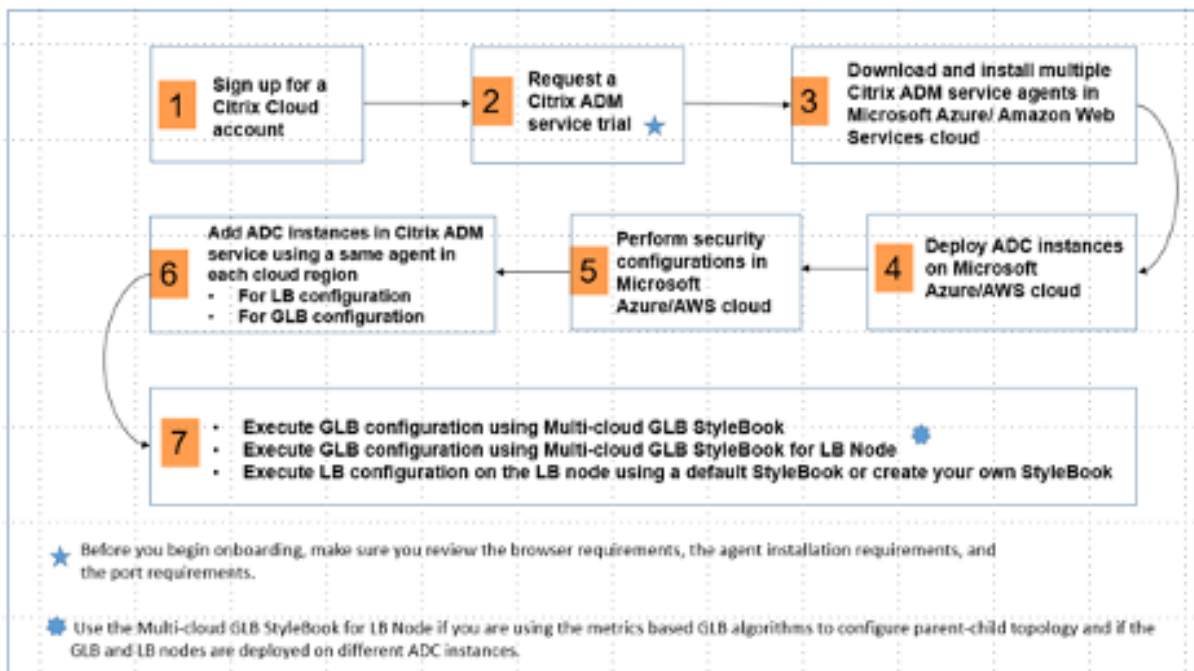 1
Sign up for a
Citrix Cloud
account
2
Request a
Citrix ADM
service trial
3
Download and install multiple
Citrix ADM service agents in
Microsoft Azure/ Amazon Web
Services cloud
4
Deploy ADC instances
on Microsoft
Azure/AWS cloud
5
Perform security
configurations in
Microsoft
Azure/AWS cloud
6
Add ADC instances in Citrix ADM
service using a same agent in
each cloud region
• For LB configuration
• For GLB configuration
7
• Execute GLB configuration using Multi-cloud GLB StyleBook
• Execute GLB configuration using Multi-cloud GLB StyleBook for LB Node
• Execute LB configuration on the LB node using a default StyleBook or create your own StyleBook
Before you begin onboarding, make sure you review the browser requirements, the agent installation requirements, and
the port requirements.
Use the Multi-cloud GLB StyleBook for LB Node if you are using the metrics based GLB algorithms to configure parent-child topology and if the
GLB and LB nodes are deployed on different ADC instances.